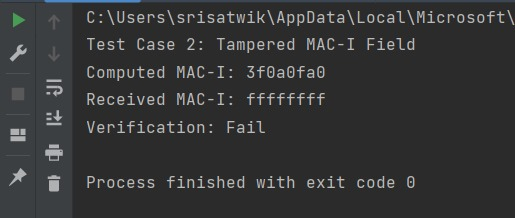 C:\Users\srisatwik\AppData\Local\Microsoft\
Test Case 2: Tampered MAC-I Field
Computed MAC-I: 3f0a0fa0
Received MAC-I: ffffffff
Verification: Fail
Process finished with exit code 0